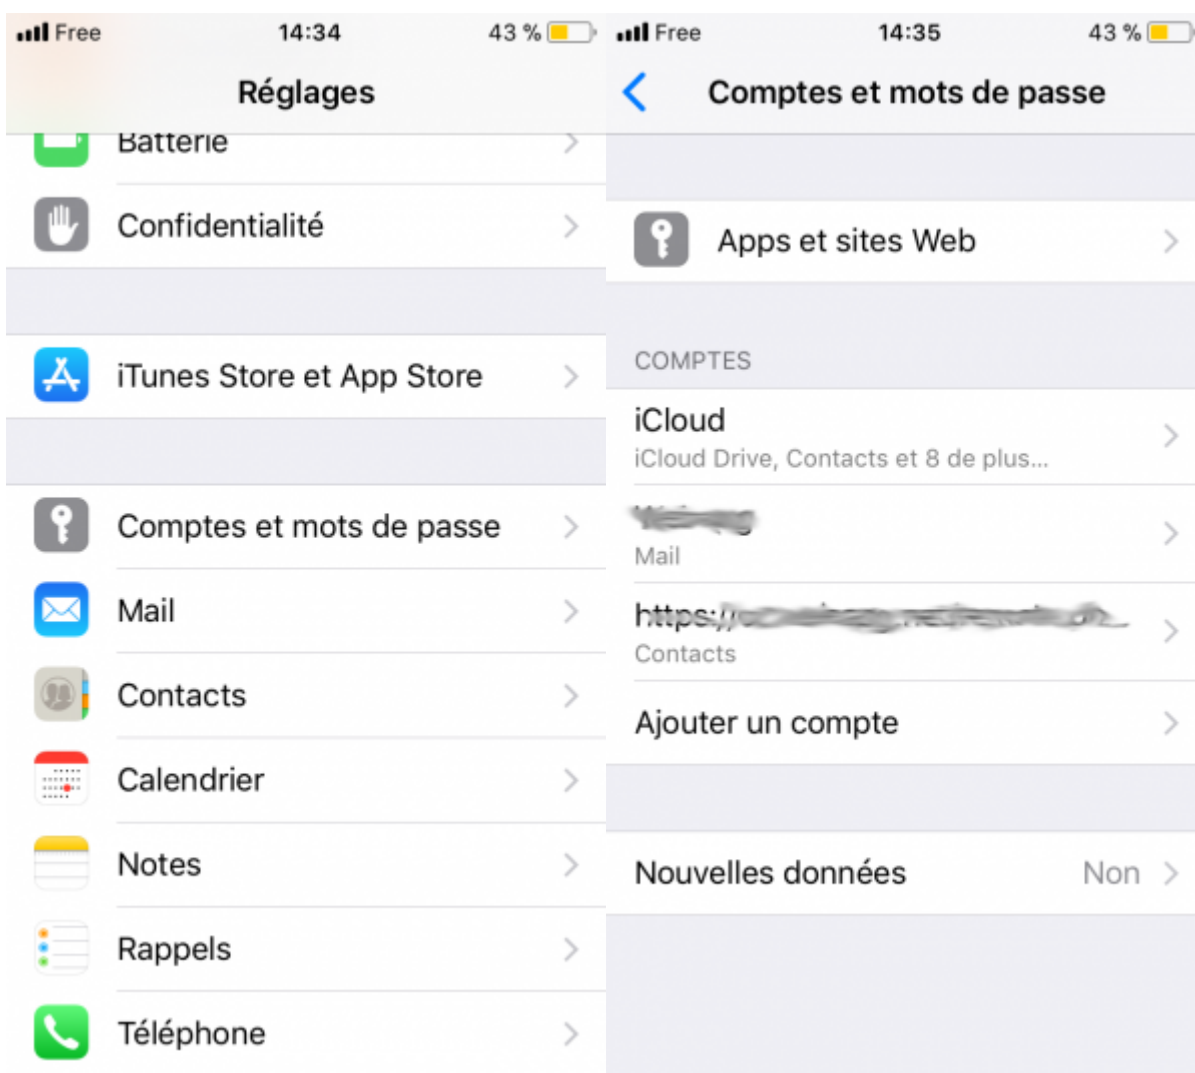 Free 14:34 43 %
Réglages
Batterie
Confidentialité
iTunes Store et App Store
Comptes et mots de passe
Mail
Contacts
Calendrier
Notes
Rappels
Téléphone
Free 14:35 43 %
Comptes et mots de passe
Apps et sites Web
COMPTES
iCloud
iCloud Drive, Contacts et 8 de plus...
Mail
https://
Contacts
Ajouter un compte
Nouvelles données Non